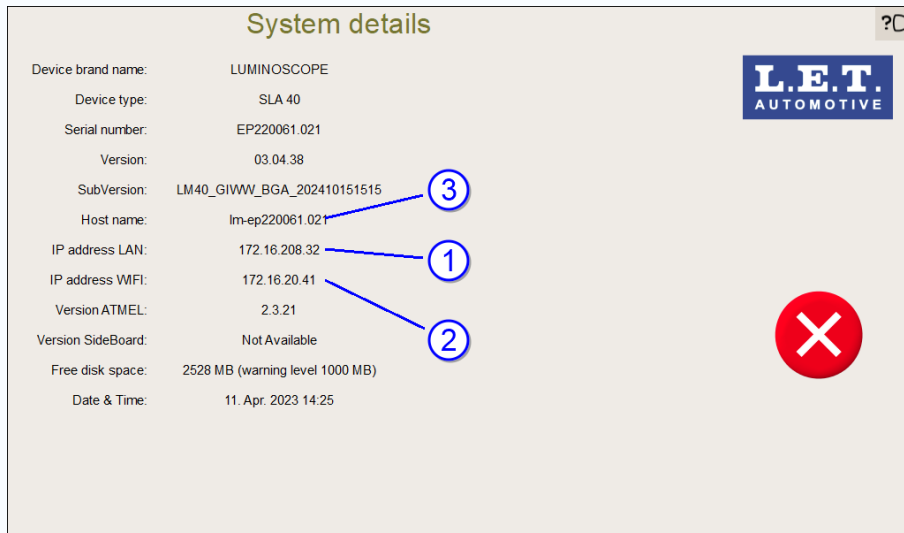 System details
?
Device brand name: LUMINOSCOPE
Device type: SLA 40
Serial number: EP220061.021
Version: 03.04.38
SubVersion: LM40_GIWW_BGA_202410151515
Host name: lm-ep220061.021
IP address LAN: 172.16.208.32
IP address WIFI: 172.16.20.41
Version ATMEL: 2.3.21
Version SideBoard: Not Available
Free disk space: 2528 MB (warning level 1000 MB)
Date & Time: 11. Apr. 2023 14:25
3
1
2
L.E.T.
AUTOMOTIVE